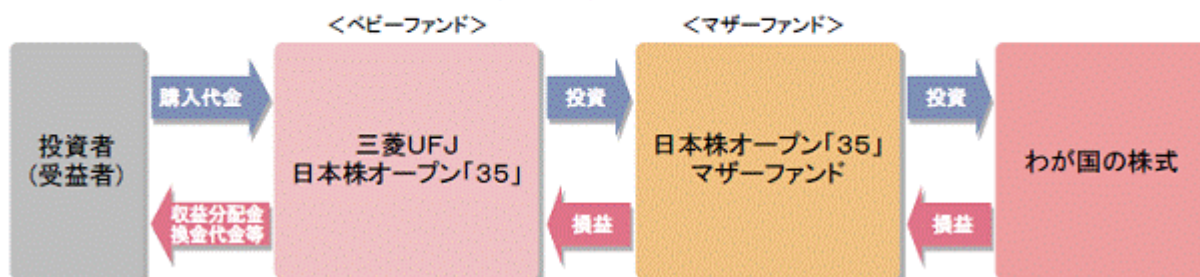 <ベビーファンド>
<マザーファンド>
投資者
(受益者)
購入代金
収益分配金
換金代金等
三菱UFJ
日本株オープン「35」
投資
損益
日本株オープン「35」
マザーファンド
投資
損益
わが国の株式